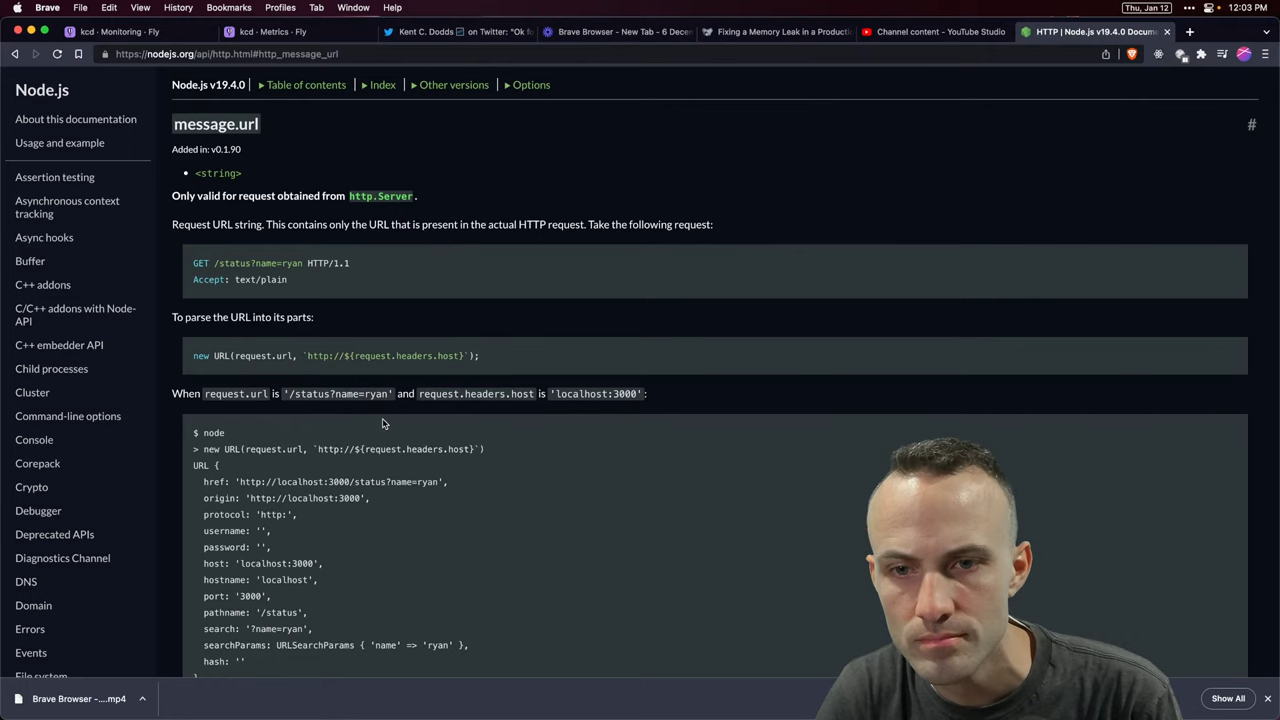 Brave File Edit View History Bookmarks Profiles Tab Window Help Thu, Jan 12 12:03 PM
kcd - Monitoring · Fly kcd - Metrics · Fly Kent C. Dodds on Twitter: "Ok f Brave Browser - New Tab - 6 Dece Fixing a Memory Leak in a Producti Channel content - YouTube Studio HTTP | Node.js v19.4.0 Docum
https://nodejs.org/api/http.html#http_message_url
Node.js
About this documentation
Usage and example
Assertion testing
Asynchronous context
tracking
Async hooks
Buffer
C++ addons
C/C++ addons with Node-
API
C++ embedder API
Child processes
Cluster
Command-line options
Console
Corepack
Crypto
Debugger
Deprecated APIs
Diagnostics Channel
DNS
Domain
Errors
Events
File system
Node.js v19.4.0 Table of contents Index Other versions Options
message.url #
Added in: v0.1.90
<string>
Only valid for request obtained from http.Server.
Request URL string. This contains only the URL that is present in the actual HTTP request. Take the following request:
GET /status?name=ryan HTTP/1.1
Accept: text/plain
To parse the URL into its parts:
new URL(request.url, `http://${request.headers.host}`);
When request.url is '/status?name=ryan' and request.headers.host is 'localhost:3000':
$ node
> new URL(request.url, `http://${request.headers.host}`)
URL {
href: 'http://localhost:3000/status?name=ryan',
origin: 'http://localhost:3000',
protocol: 'http:',
username: '',
password: '',
host: 'localhost:3000',
hostname: 'localhost',
port: '3000',
pathname: '/status',
search: '?name=ryan',
searchParams: URLSearchParams { 'name' => 'ryan' },
hash: ''
}
Brave Browser -....mp4 Show All